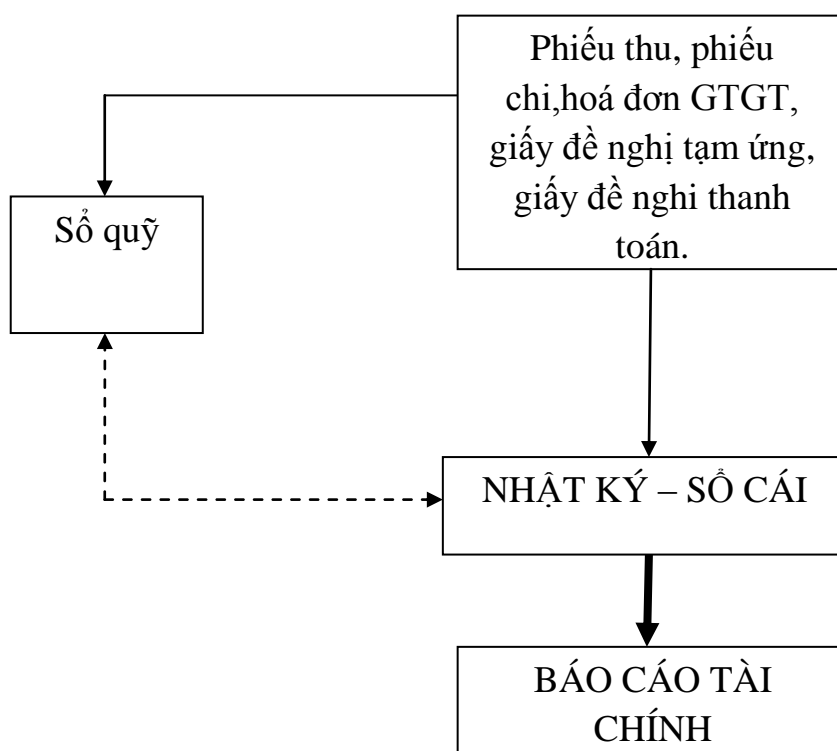 Phiếu thu, phiếu
chi,hoá đơn GTGT,
giấy đề nghị tạm ứng,
giấy đề nghi thanh
toán.
Sổ quỹ
NHẬT KÝ – SỔ CÁI
BÁO CÁO TÀI
CHÍNH